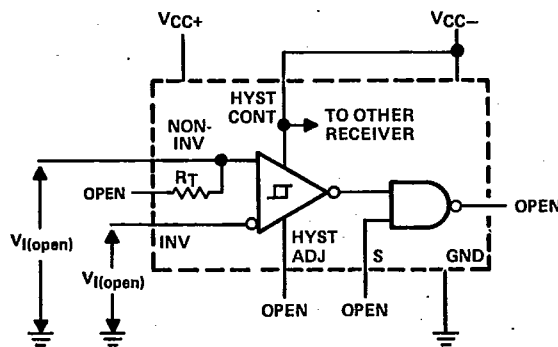 VCC+
VCC−
HYST
CONT
TO OTHER
RECEIVER
NON-
INV
RT
OPEN
OPEN
VI(open)
VI(open)
INV
HYST
ADJ
S
GND
OPEN
OPEN